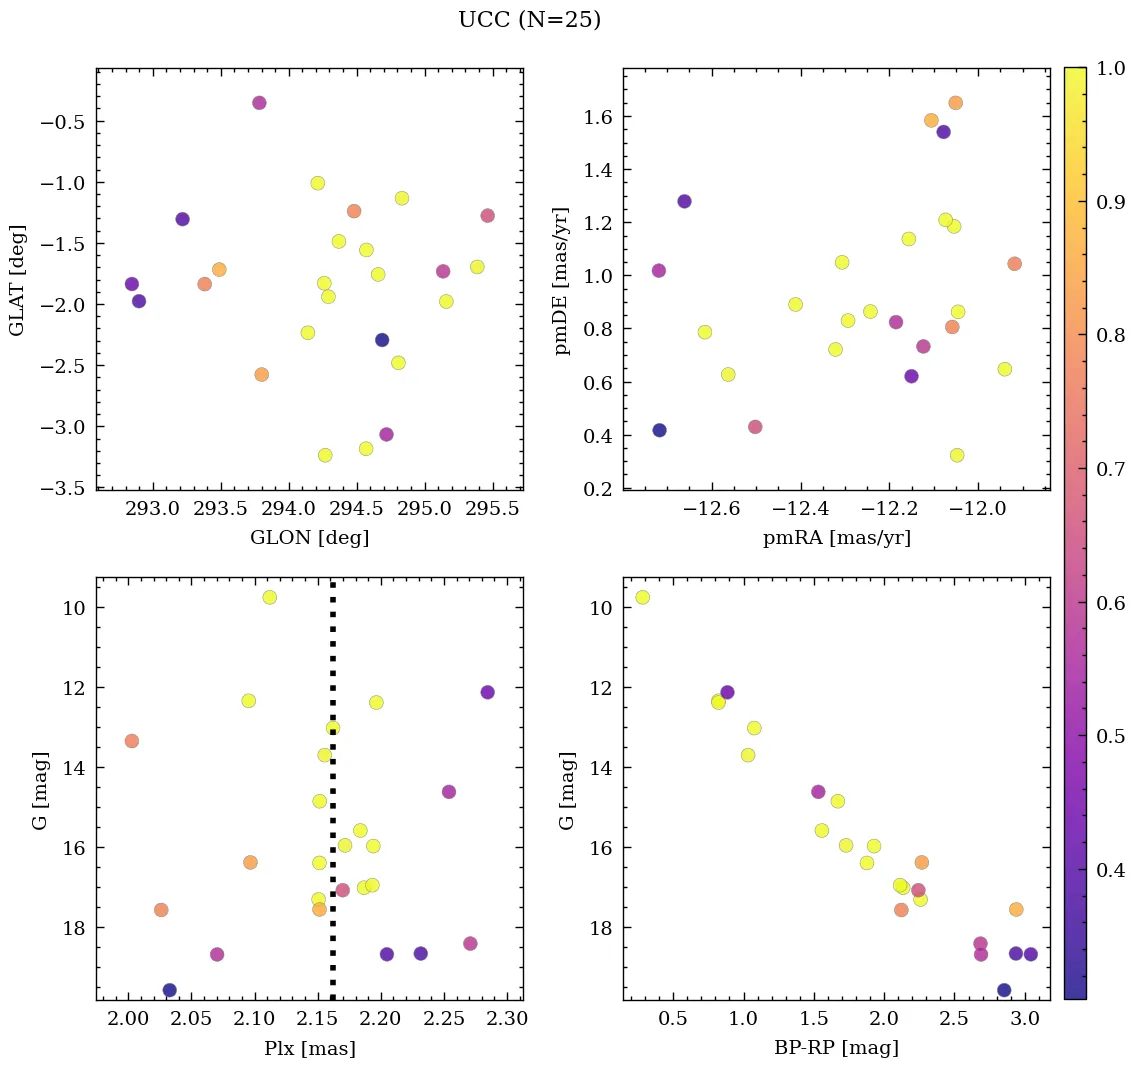 UCC (N=25)
−0.5
−1.0
−1.5
−2.0
−2.5
−3.0
−3.5
GLAT [deg]
293.0 293.5 294.0 294.5 295.0 295.5
GLON [deg]
1.6
1.4
1.2
1.0
0.8
0.6
0.4
0.2
pmDE [mas/yr]
−12.6 −12.4 −12.2 −12.0
pmRA [mas/yr]
10
12
14
16
18
G [mag]
2.00 2.05 2.10 2.15 2.20 2.25 2.30
Plx [mas]
10
12
14
16
18
G [mag]
0.5 1.0 1.5 2.0 2.5 3.0
BP-RP [mag]
1.0
0.9
0.8
0.7
0.6
0.5
0.4